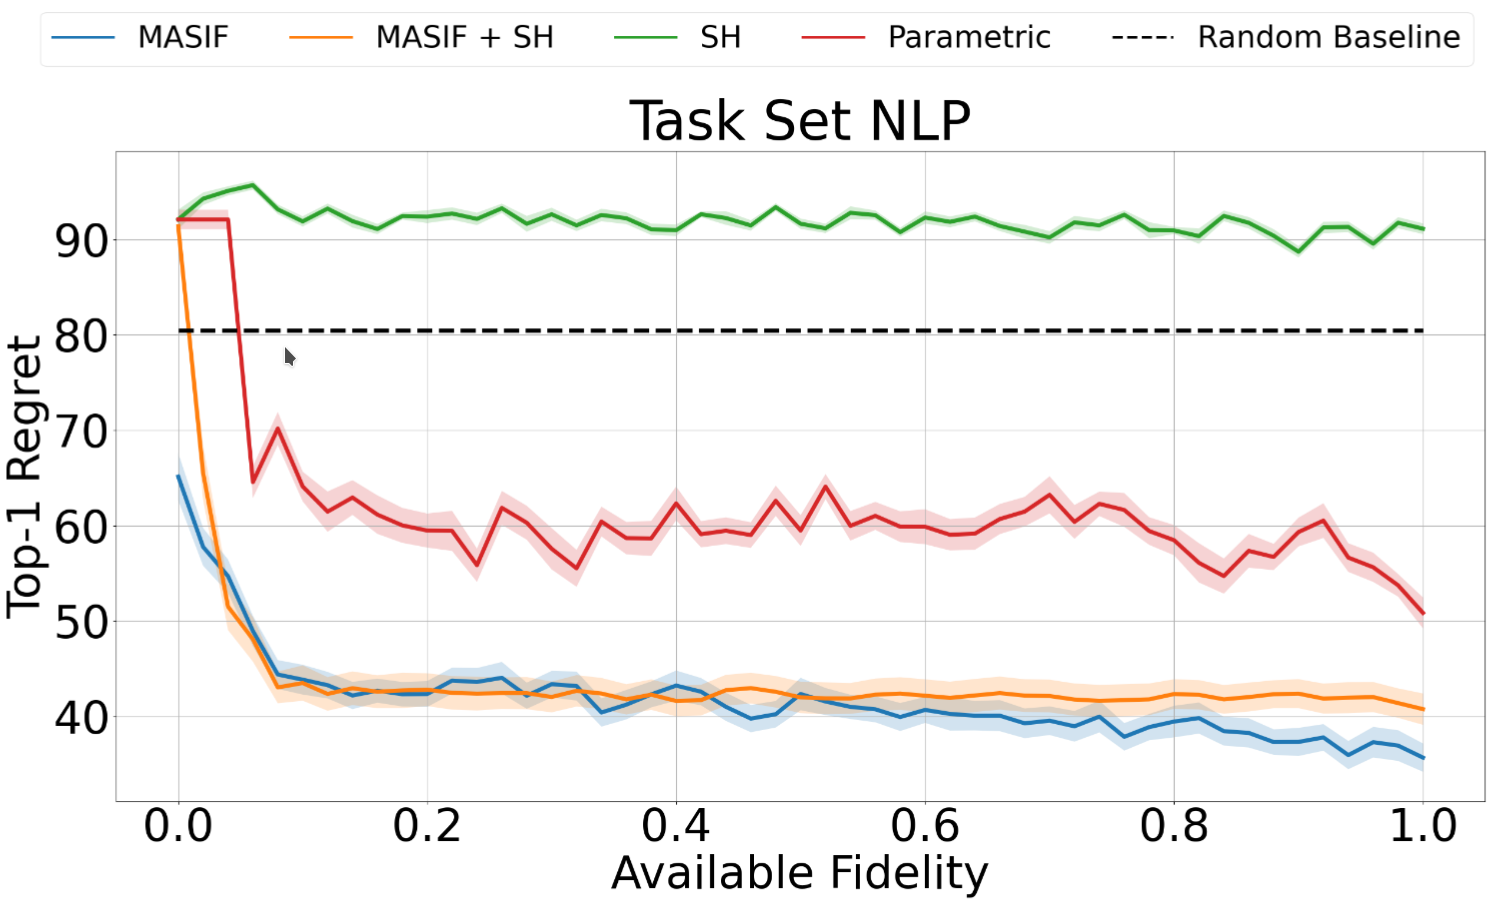 MASIF MASIF + SH SH Parametric Random Baseline
Task Set NLP
90
80
70
60
50
40
Top-1 Regret
0.0 0.2 0.4 0.6 0.8 1.0
Available Fidelity